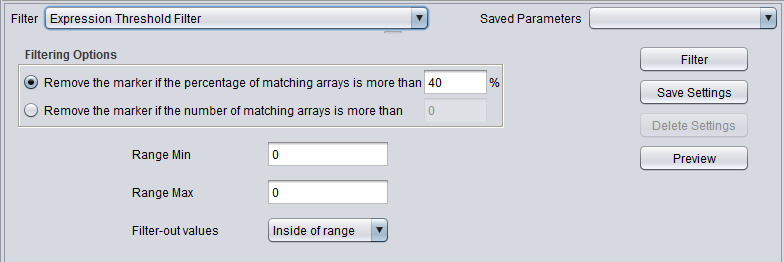 Filter Expression Threshold Filter Saved Parameters
Filtering Options
Remove the marker if the percentage of matching arrays is more than 40 %
Remove the marker if the number of matching arrays is more than 0
Filter
Save Settings
Delete Settings
Preview
Range Min 0
Range Max 0
Filter-out values Inside of range